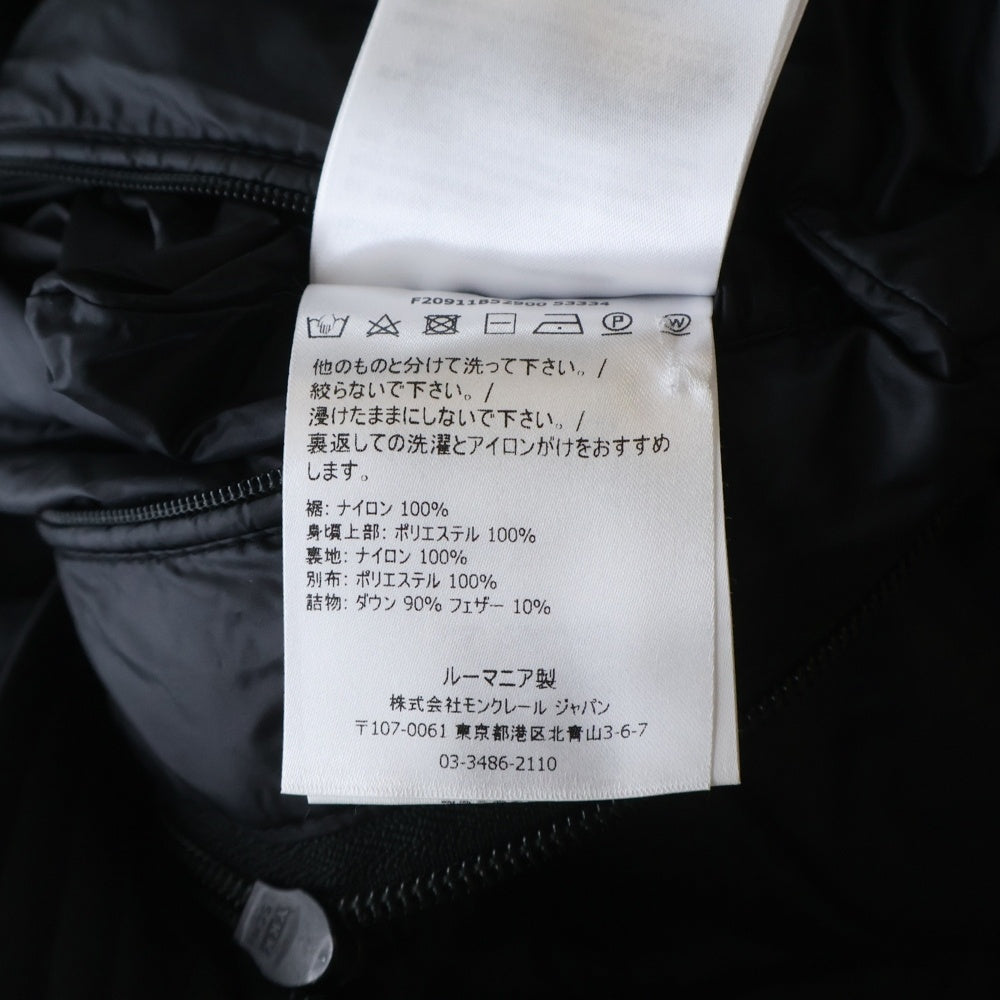 F20911B52900 53334
P
W
他のものと分けて洗って下さい。/
絞らないで下さい。/
浸けたままにしないで下さい。/
裏返しての洗濯とアイロンがけをおすすめ
します。
裾: ナイロン 100%
身頃上部: ポリエステル 100%
裏地: ナイロン 100%
別布: ポリエステル 100%
詰物: ダウン 90% フェザー 10%
ルーマニア製
株式会社モンクレール ジャパン
〒107-0061 東京都港区北青山3-6-7
03-3486-2110